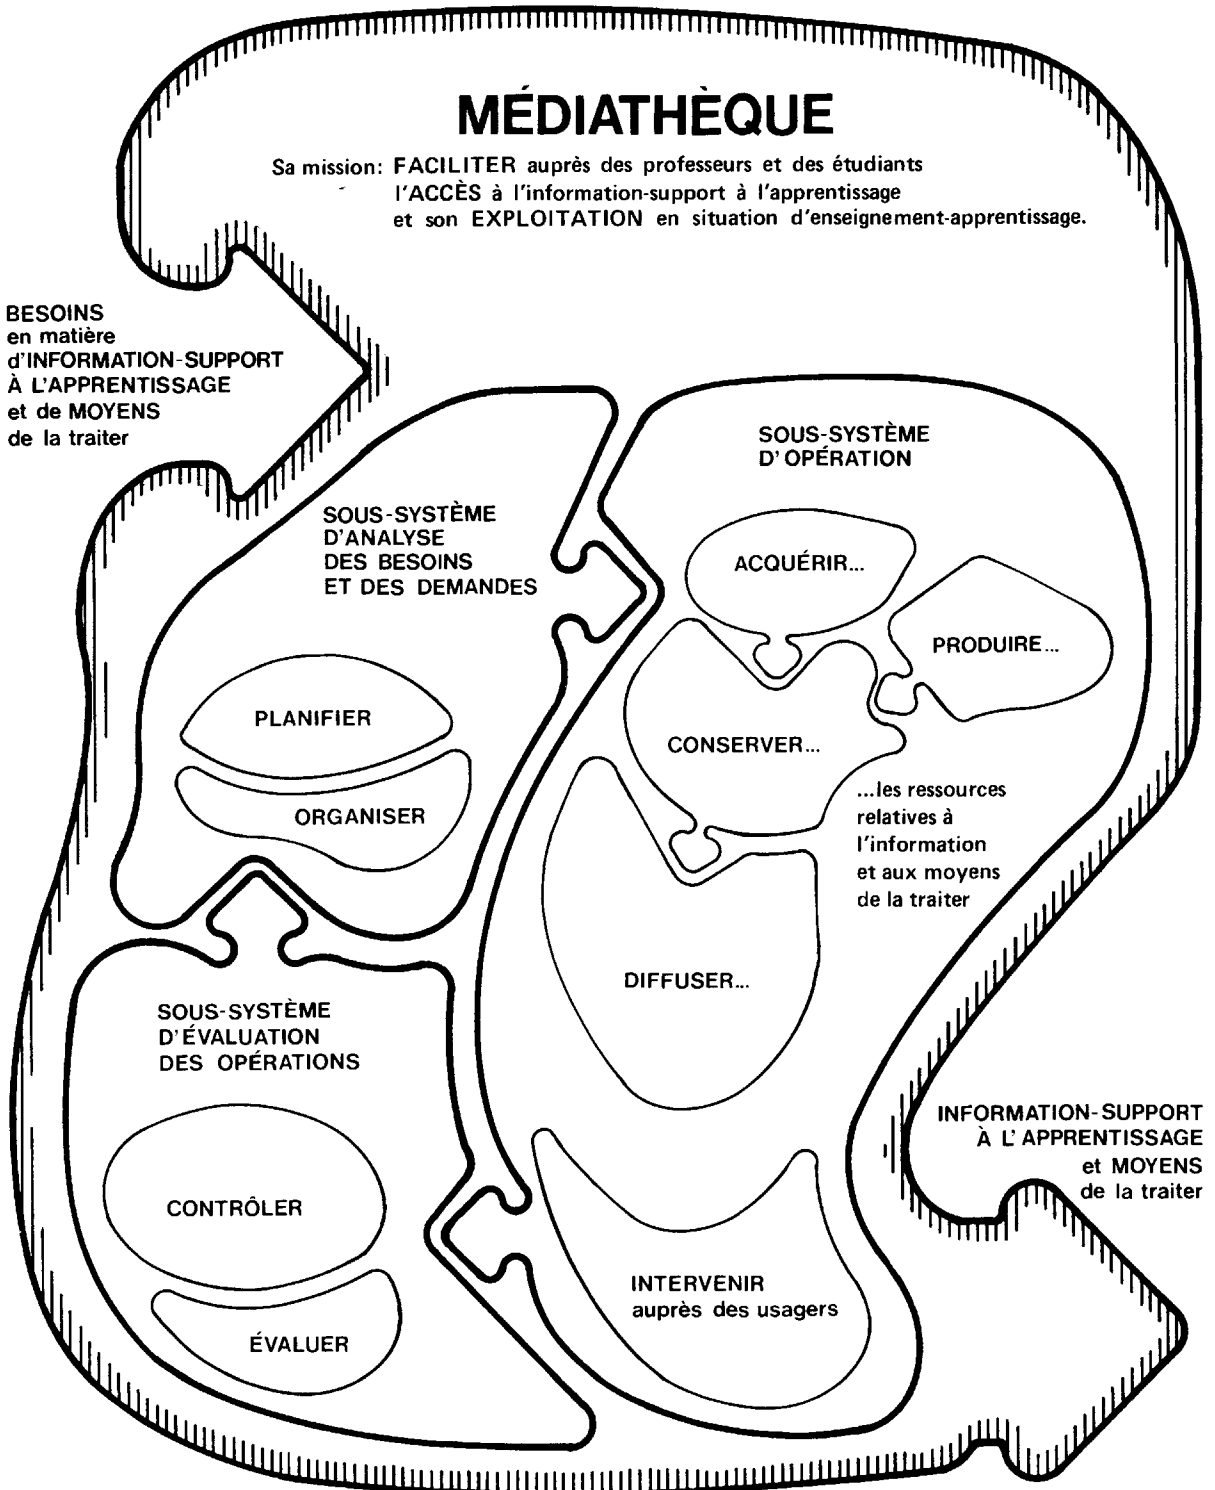 MÉDIATHÈQUE
Sa mission: FACILITER auprès des professeurs et des étudiants
l'ACCÈS à l'information-support à l'apprentissage
et son EXPLOITATION en situation d'enseignement-apprentissage.
BESOINS
en matière
d'INFORMATION-SUPPORT
À L'APPRENTISSAGE
et de MOYENS
de la traiter
SOUS-SYSTÈME
D'OPÉRATION
SOUS-SYSTÈME
D'ANALYSE
DES BESOINS
ET DES DEMANDES
ACQUÉRIR...
PRODUIRE...
PLANIFIER
CONSERVER...
ORGANISER
...les ressources
relatives à
l'information
et aux moyens
de la traiter
DIFFUSER...
SOUS-SYSTÈME
D'ÉVALUATION
DES OPÉRATIONS
INFORMATION-SUPPORT
À L'APPRENTISSAGE
et MOYENS
de la traiter
CONTRÔLER
INTERVENIR
auprès des usagers
ÉVALUER